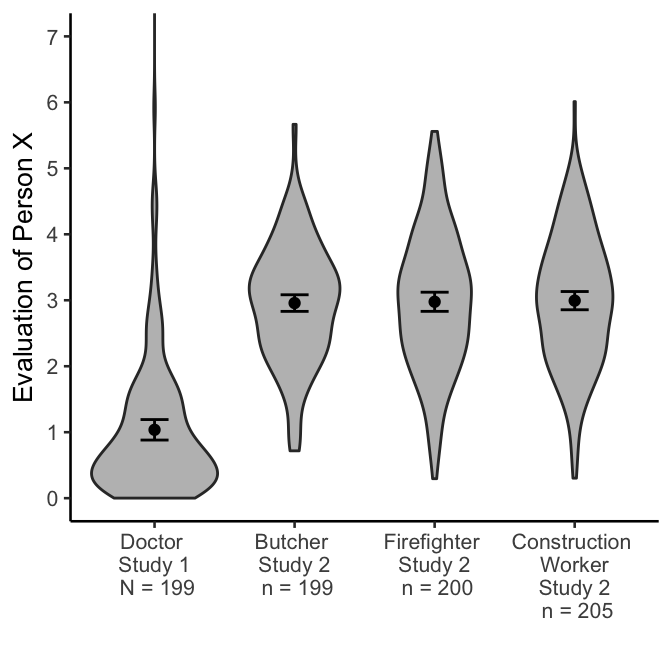 Evaluation of Person X
7
6
5
4
3
2
1
0
Doctor
Study 1
N = 199
Butcher
Study 2
n = 199
Firefighter
Study 2
n = 200
Construction
Worker
Study 2
n = 205